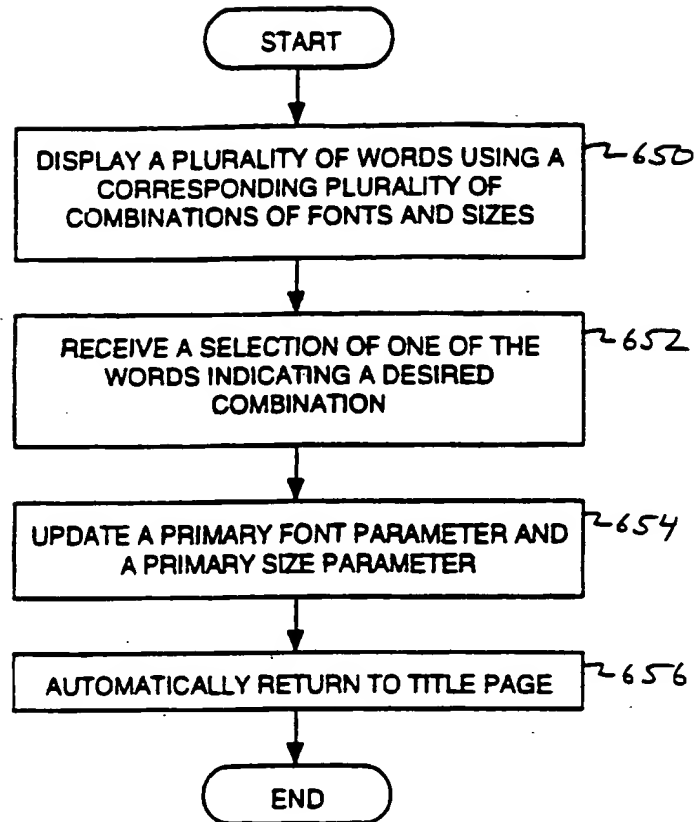 START
DISPLAY A PLURALITY OF WORDS USING A
CORRESPONDING PLURALITY OF
COMBINATIONS OF FONTS AND SIZES
650
RECEIVE A SELECTION OF ONE OF THE
WORDS INDICATING A DESIRED
COMBINATION
652
UPDATE A PRIMARY FONT PARAMETER AND
A PRIMARY SIZE PARAMETER
654
AUTOMATICALLY RETURN TO TITLE PAGE
656
END